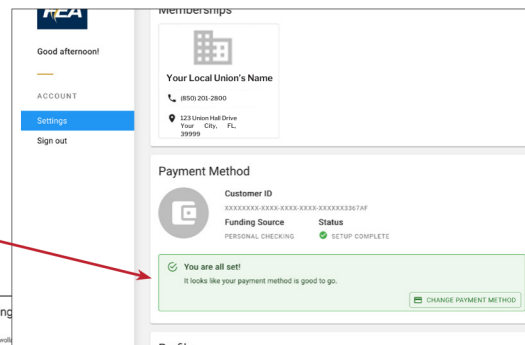 Memberships
Good afternoon!
ACCOUNT
Settings
Sign out
Your Local Union's Name
(850) 201-2800
123 Union Hall Drive
Your City, FL,
39999
Payment Method
Customer ID
XXXXXXXX-XXXX-XXXX-XXXX-XXXXXX3367AF
Funding Source Status
PERSONAL CHECKING SETUP COMPLETE
You are all set!
It looks like your payment method is good to go.
CHANGE PAYMENT METHOD